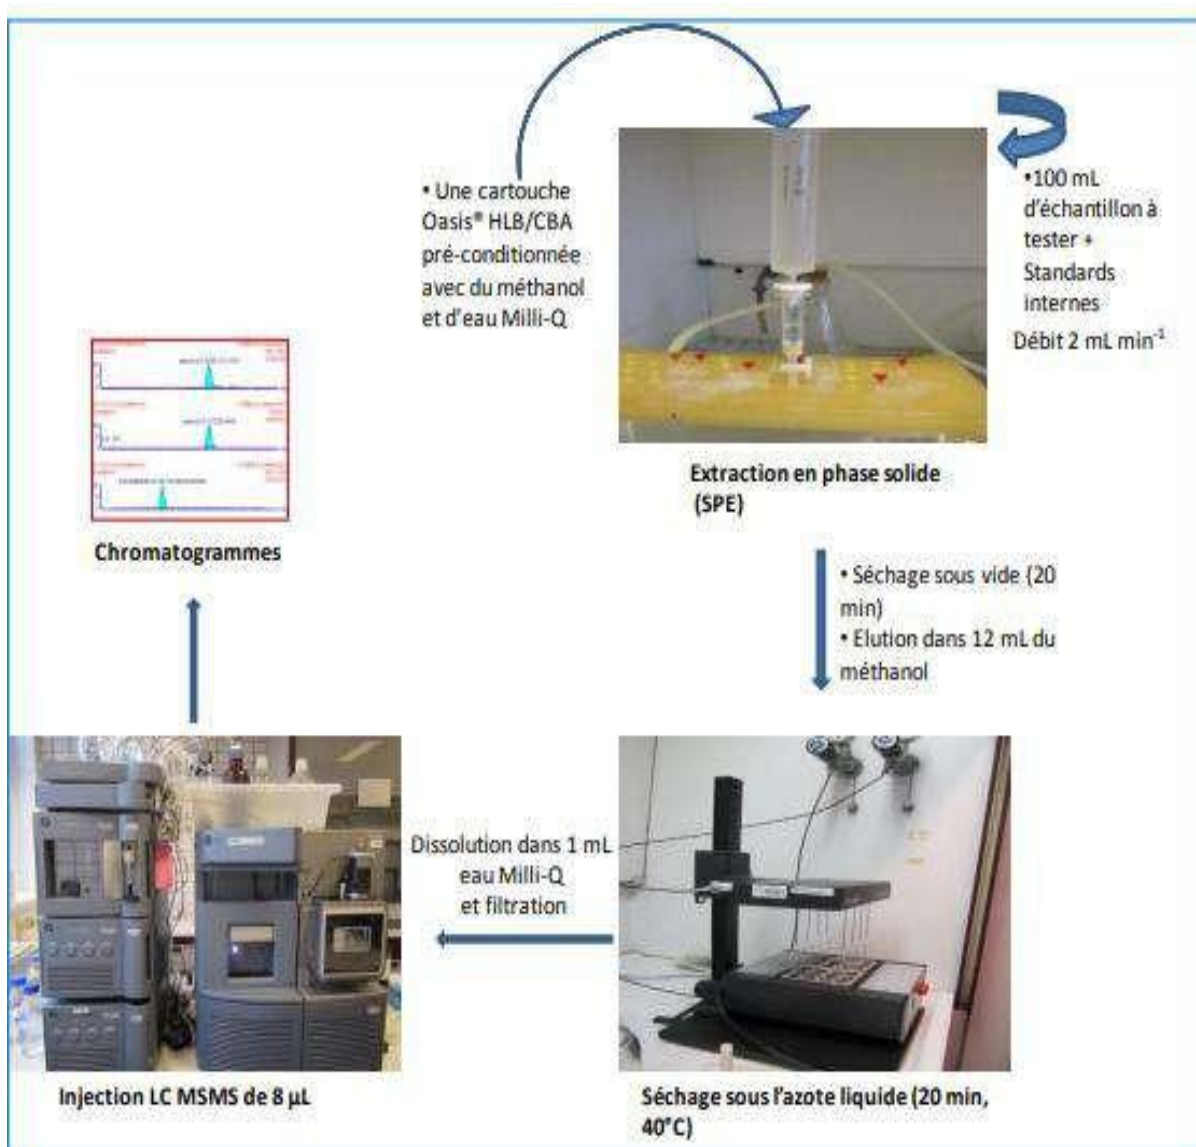 • Une cartouche
Oasis® HLB/CBA
pré-conditionnée
avec du méthanol
et d'eau Milli-Q
•100 mL
d'échantillon à
tester +
Standards
internes
Débit 2 mL min-1
Extraction en phase solide
(SPE)
• Séchage sous vide (20
min)
• Elution dans 12 mL du
méthanol
Séchage sous l'azote liquide (20 min,
40°C)
Dissolution dans 1 mL
eau Milli-Q
et filtration
Injection LC MSMS de 8 µL
Chromatogrammes